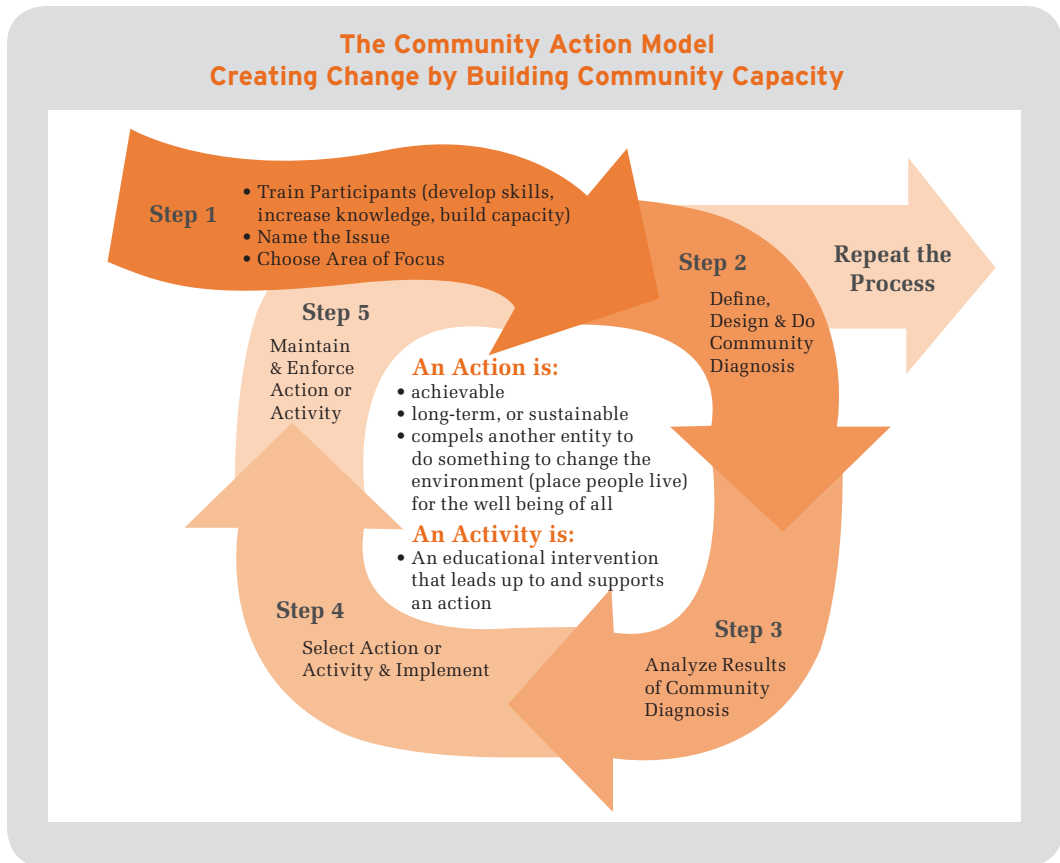 The Community Action Model
Creating Change by Building Community Capacity
Step 1
• Train Participants (develop skills,
increase knowledge, build capacity)
• Name the Issue
• Choose Area of Focus
Step 2
Define,
Design & Do
Community
Diagnosis
Repeat the
Process
Step 3
Analyze Results
of Community
Diagnosis
Step 4
Select Action or
Activity & Implement
Step 5
Maintain
& Enforce
Action or
Activity
An Action is:
• achievable
• long-term, or sustainable
• compels another entity to
do something to change the
environment (place people live)
for the well being of all
An Activity is:
• An educational intervention
that leads up to and supports
an action